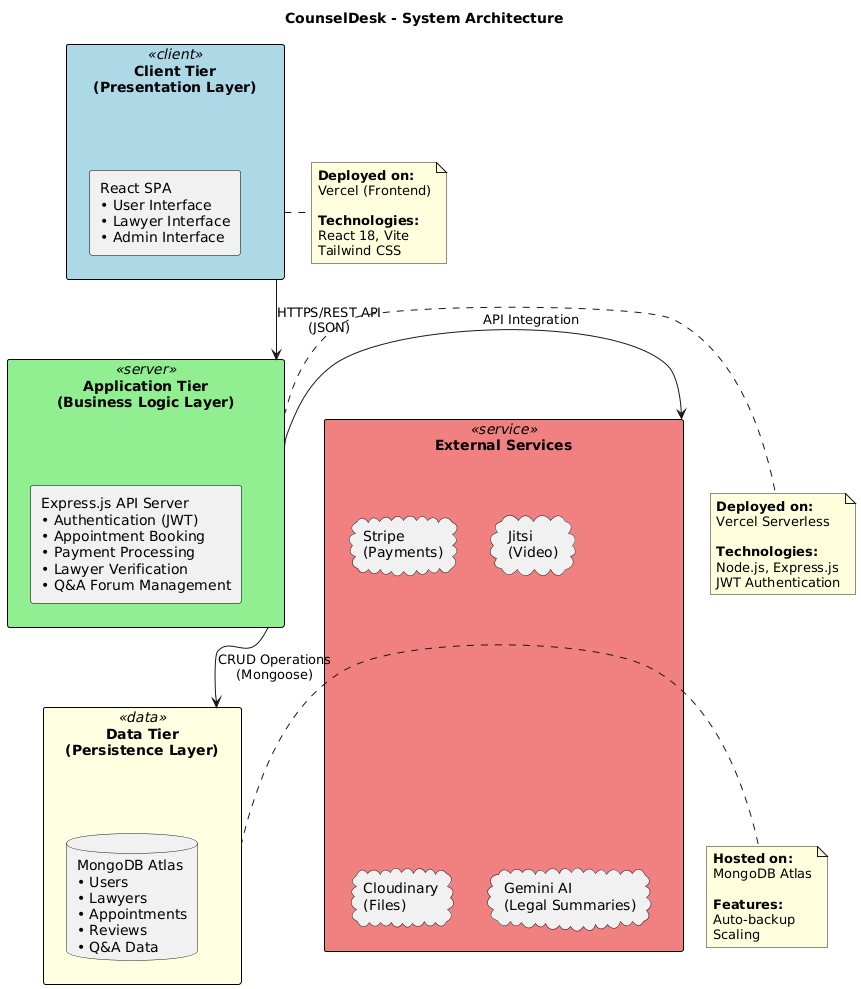 CounselDesk - System Architecture
«client»
Client Tier
(Presentation Layer)
React SPA
• User Interface
• Lawyer Interface
• Admin Interface
Deployed on:
Vercel (Frontend)
Technologies:
React 18, Vite
Tailwind CSS
HTTPS/REST API
(JSON)
API Integration
«server»
Application Tier
(Business Logic Layer)
Express.js API Server
• Authentication (JWT)
• Appointment Booking
• Payment Processing
• Lawyer Verification
• Q&A Forum Management
«service»
External Services
Stripe
(Payments)
Jitsi
(Video)
Deployed on:
Vercel Serverless
Technologies:
Node.js, Express.js
JWT Authentication
CRUD Operations
(Mongoose)
«data»
Data Tier
(Persistence Layer)
MongoDB Atlas
• Users
• Lawyers
• Appointments
• Reviews
• Q&A Data
Cloudinary
(Files)
Gemini AI
(Legal Summaries)
Hosted on:
MongoDB Atlas
Features:
Auto-backup
Scaling